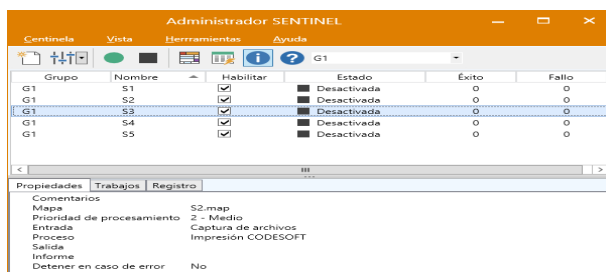 Administrador SENTINEL
Centinela Vista Herrramientas Ayuda
G1
Grupo Nombre Habilitar Estado Éxito Fallo
G1 S1 Desactivada 0 0
G1 S2 Desactivada 0 0
G1 S3 Desactivada 0 0
G1 S4 Desactivada 0 0
G1 S5 Desactivada 0 0
Propiedades Trabajos Registro
Comentarios
Mapa S2.map
Prioridad de procesamiento 2 - Medio
Entrada Captura de archivos
Proceso Impresión CODESOFT
Salida
Informe
Detener en caso de error No